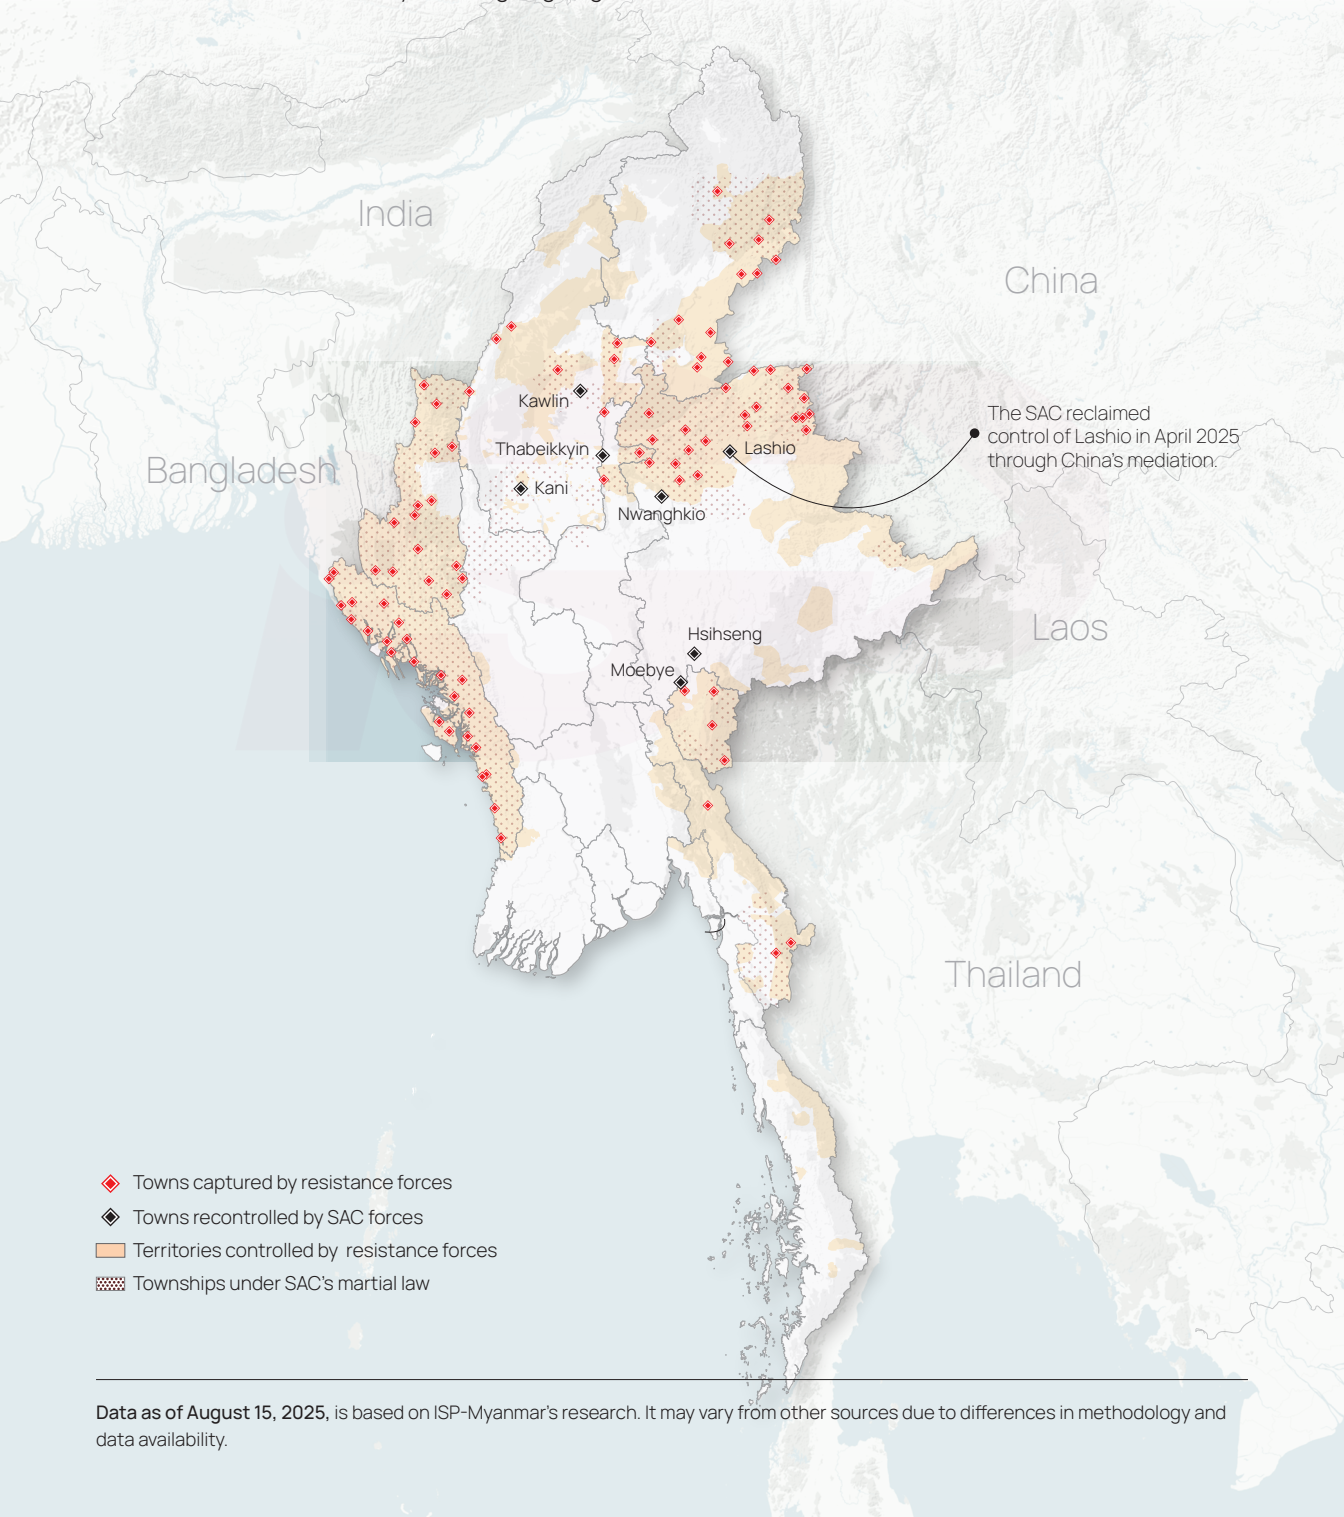 India
China
Bangladesh
Kawlin
Thabeikkyin
Kani
Lashio
Nwanghkio
The SAC reclaimed
control of Lashio in April 2025
through China's mediation.
Laos
Hsihseng
Moebye
Thailand
Towns captured by resistance forces
Towns recontrolled by SAC forces
Territories controlled by resistance forces
Townships under SAC's martial law
Data as of August 15, 2025, is based on ISP-Myanmar's research. It may vary from other sources due to differences in methodology and
data availability.